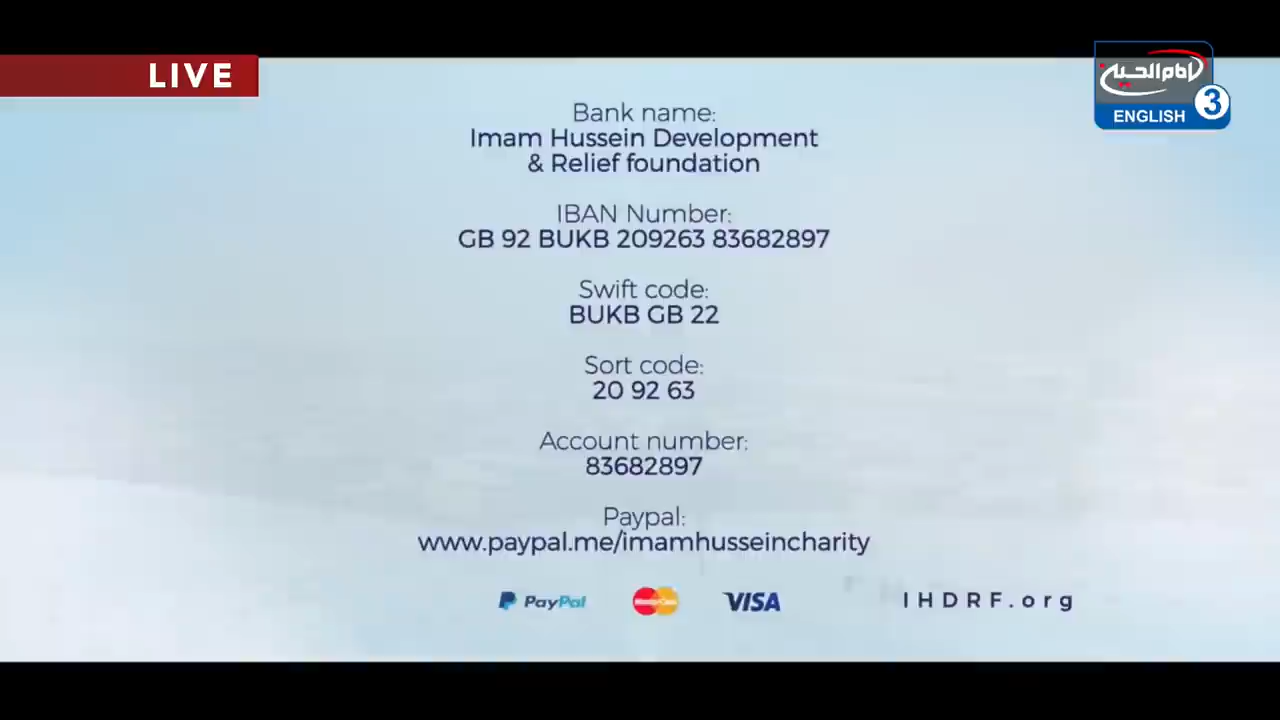 LIVE
امام الحسين
3
ENGLISH
Bank name:
Imam Hussein Development
& Relief foundation
IBAN Number:
GB 92 BUKB 209263 83682897
Swift code:
BUKB GB 22
Sort code:
20 92 63
Account number:
83682897
Paypal:
www.paypal.me/imamhusseincharity
PayPal
MasterCard
VISA
IHDRF.org